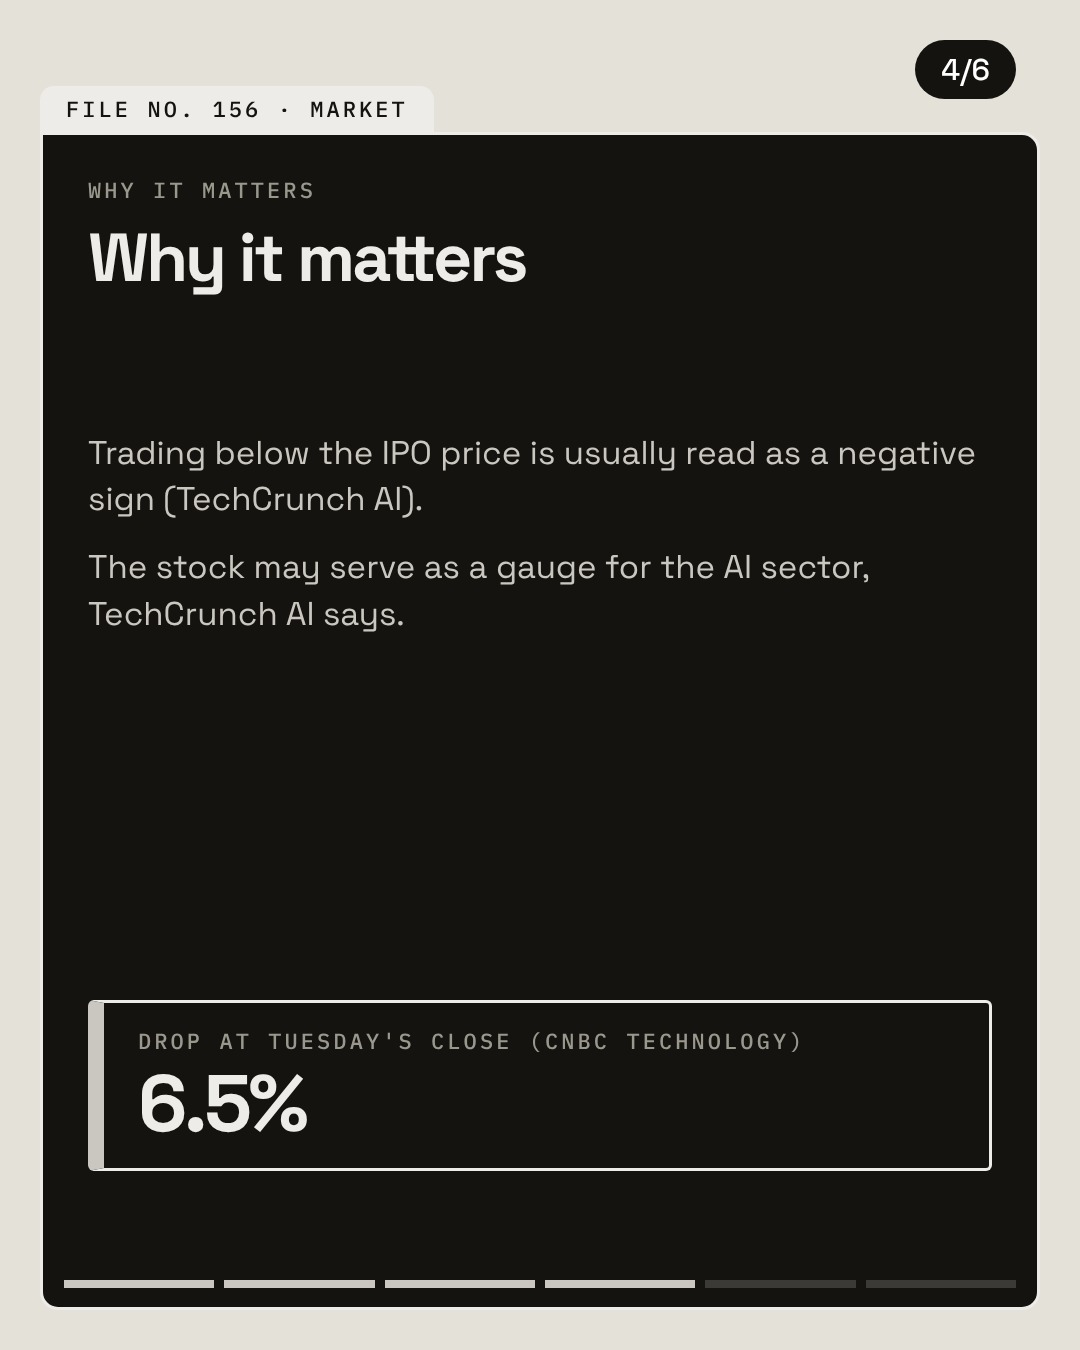 4/6
FILE NO. 156 · MARKET
WHY IT MATTERS
Why it matters
Trading below the IPO price is usually read as a negative
sign (TechCrunch AI).
The stock may serve as a gauge for the AI sector,
TechCrunch AI says.
DROP AT TUESDAY'S CLOSE (CNBC TECHNOLOGY)
6.5%